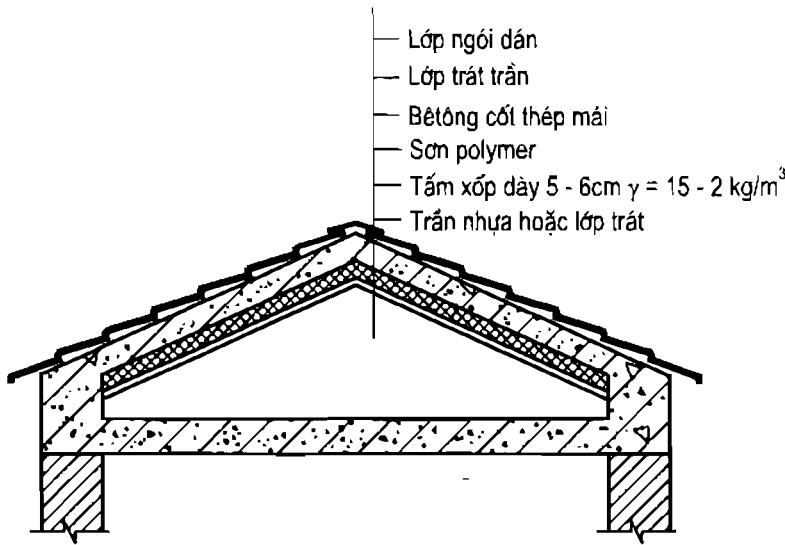 Lớp ngói dán
Lớp trát trần
Bêtông cốt thép mái
Sơn polymer
Tấm xốp dày 5 - 6cm γ = 15 - 2 kg/m³
Trần nhựa hoặc lớp trát